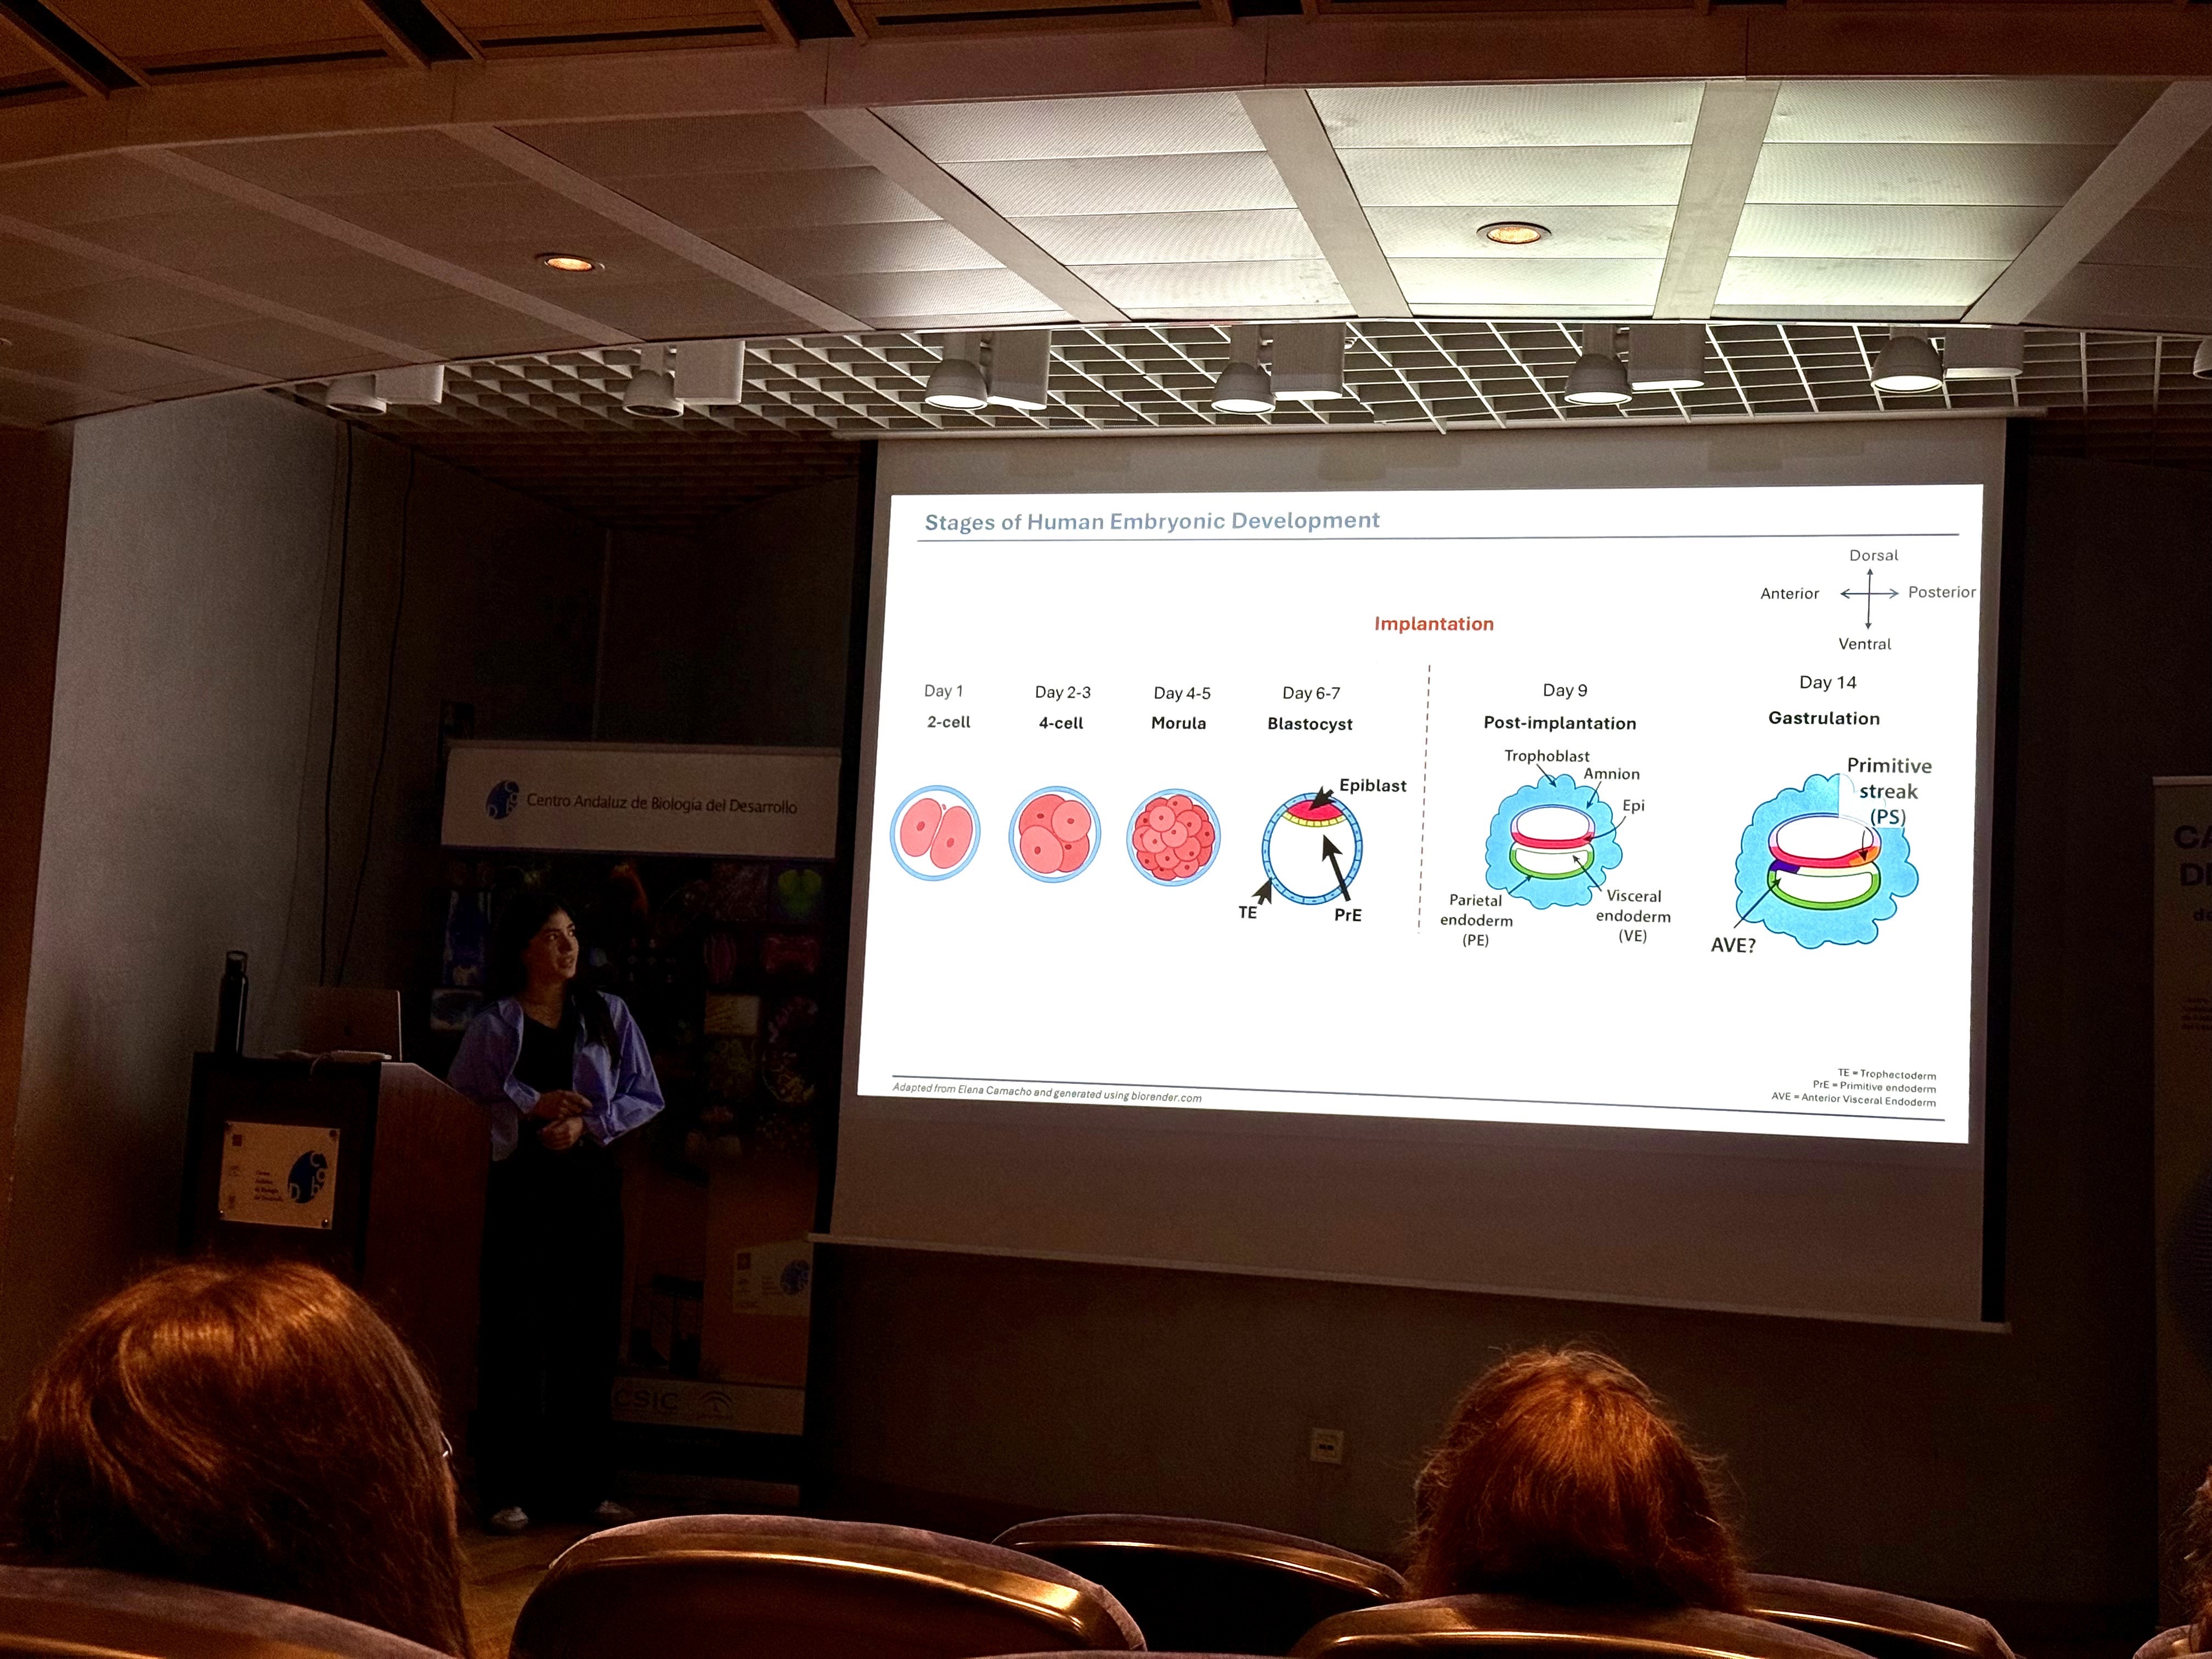 Stages of Human Embryonic Development
Dorsal
Anterior
Posterior
Ventral
Implantation
Day 1
2-cell
Day 2-3
4-cell
Day 4-5
Morula
Day 6-7
Blastocyst
Day 9
Post-implantation
Day 14
Gastrulation
Epiblast
TE
PrE
Trophoblast
Amnion
Epi
Parietal
endoderm
(PE)
Visceral
endoderm
(VE)
Primitive
streak
(PS)
AVE?
TE = Trophectoderm
PrE = Primitive endoderm
AVE = Anterior Visceral Endoderm
Adapted from Elena Camacho and generated using biorender.com
Centro Andaluz de Biología del Desarrollo
CSIC